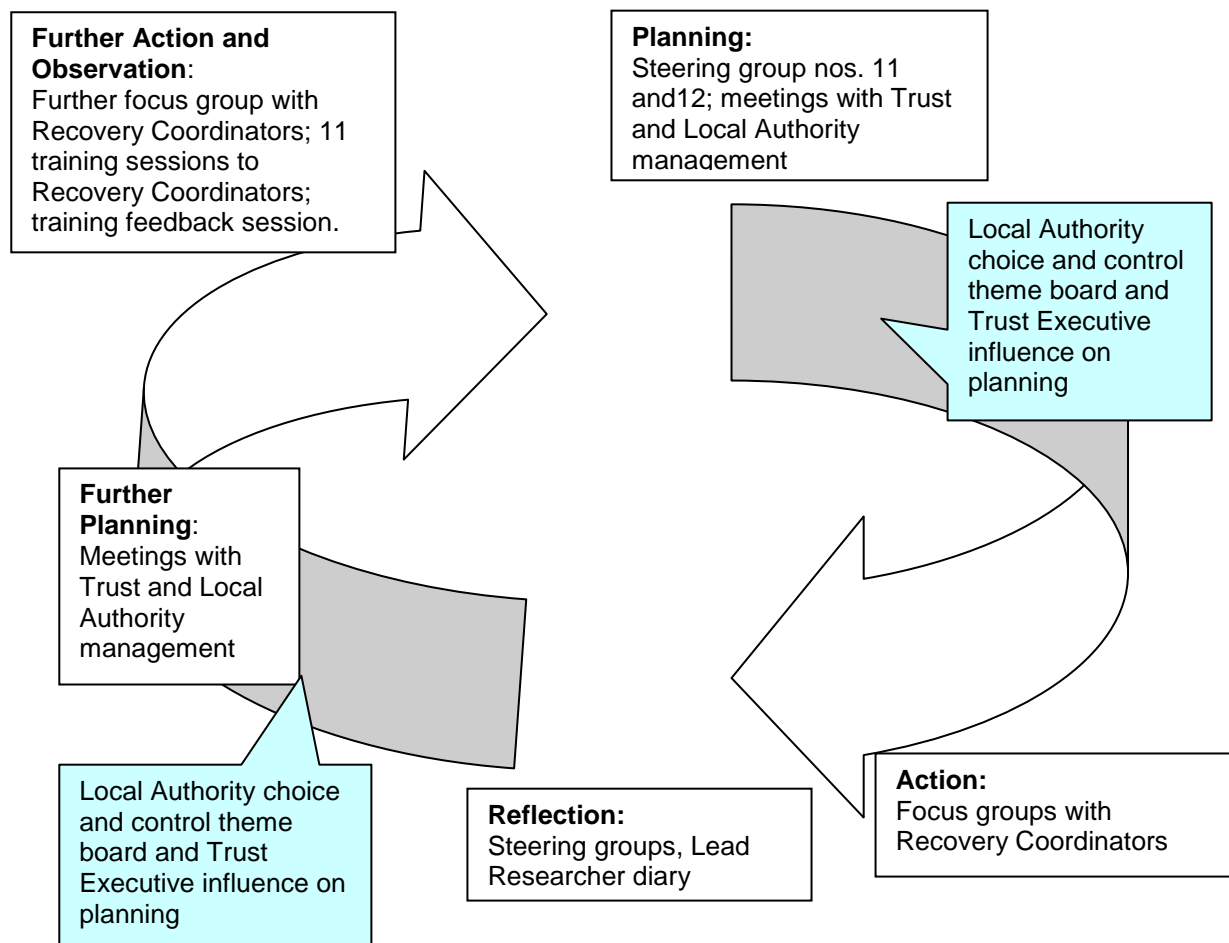 Further Action and
Observation:
Further focus group with
Recovery Coordinators; 11
training sessions to
Recovery Coordinators;
training feedback session.
Planning:
Steering group nos. 11
and12; meetings with Trust
and Local Authority
management
Local Authority
choice and control
theme board and
Trust Executive
influence on
planning
Further
Planning:
Meetings with
Trust and Local
Authority
management
Local Authority choice
and control theme
board and Trust
Executive influence on
planning
Reflection:
Steering groups, Lead
Researcher diary
Action:
Focus groups with
Recovery Coordinators